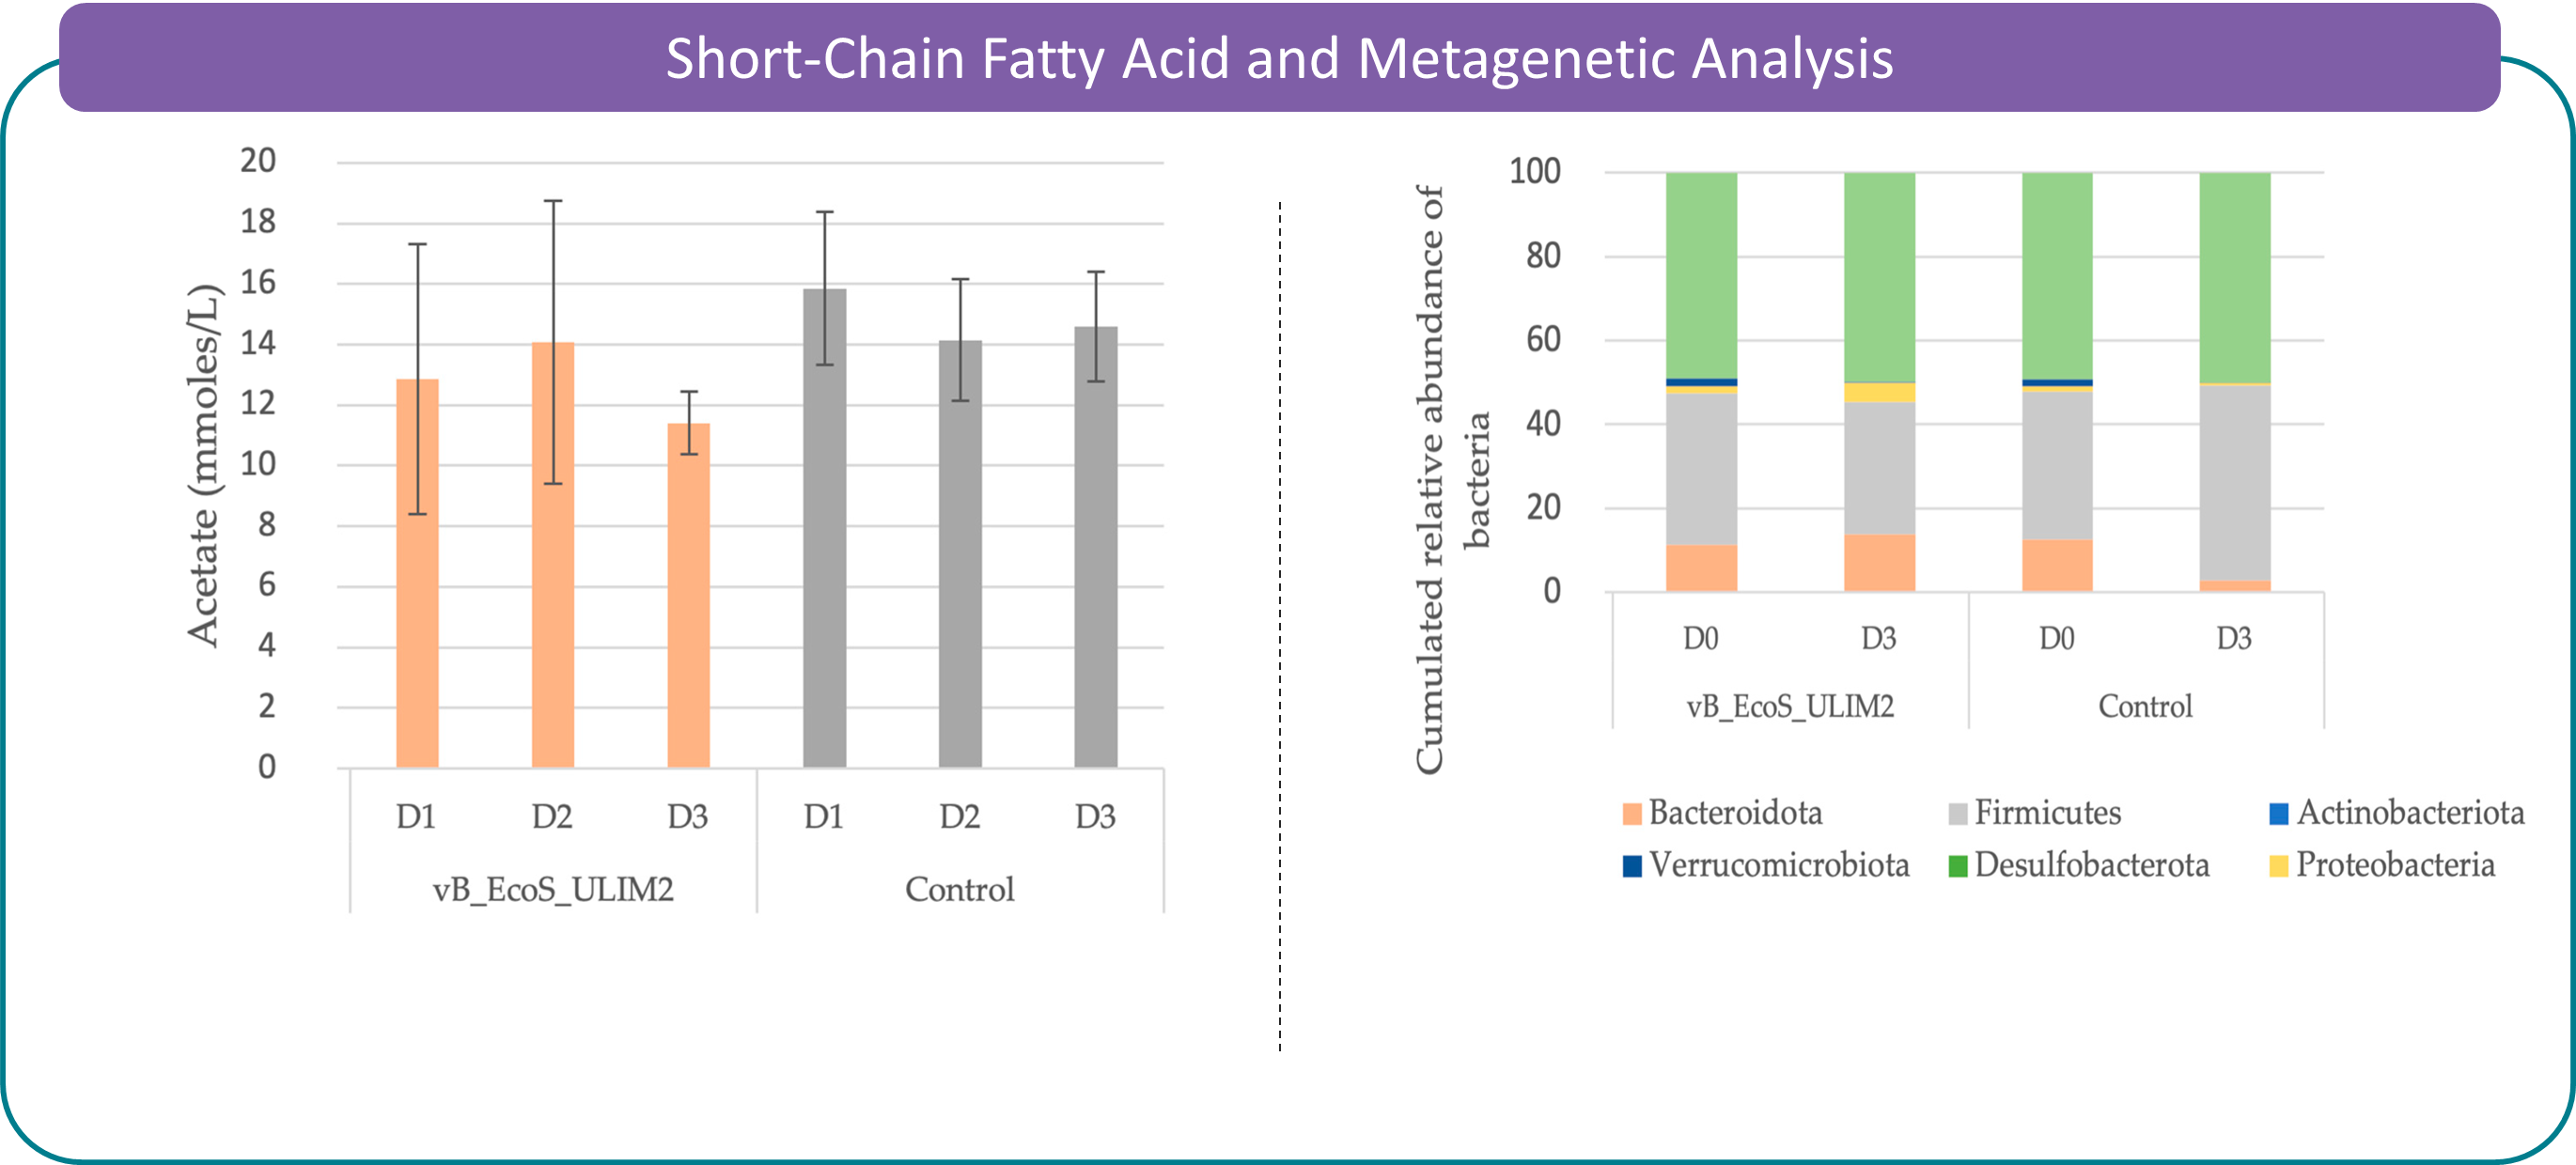 Short-Chain Fatty Acid and Metagenetic Analysis
Acetate (mmoles/L)
20
18
16
14
12
10
8
6
4
2
0
D1 D2 D3 D1 D2 D3
vB_EcoS_ULIM2 Control
Cumulated relative abundance of
bacteria
100
80
60
40
20
0
D0 D3 D0 D3
vB_EcoS_ULIM2 Control
Bacteroidota Firmicutes Actinobacteriota
Verrucomicrobiota Desulfobacterota Proteobacteria